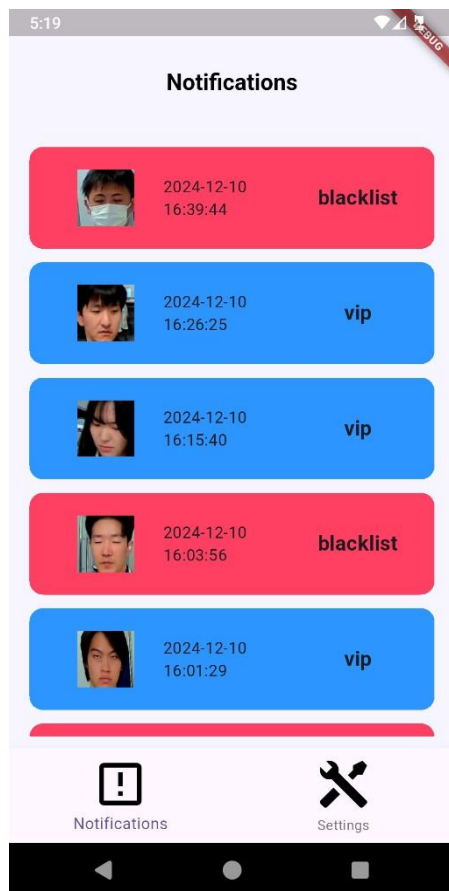 5:19
DEBUG
Notifications
2024-12-10
16:39:44
blacklist
2024-12-10
16:26:25
vip
2024-12-10
16:15:40
vip
2024-12-10
16:03:56
blacklist
2024-12-10
16:01:29
vip
Notifications
Settings